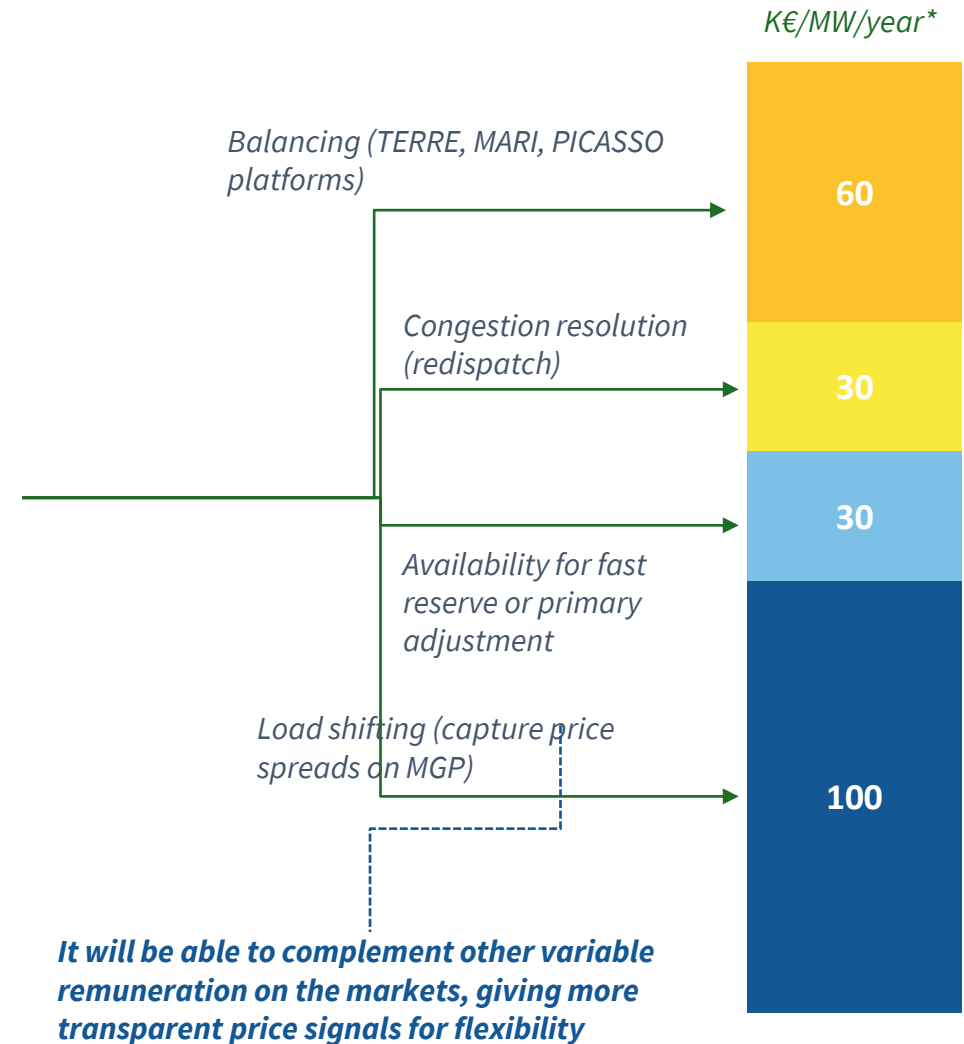 K€/MW/year*
Balancing (TERRE, MARI, PICASSO
platforms)
60
Congestion resolution
(redispatch)
30
30
Availability for fast
reserve or primary
adjustment
Load shifting (capture price
spreads on MGP)
100
It will be able to complement other variable
remuneration on the markets, giving more
transparent price signals for flexibility